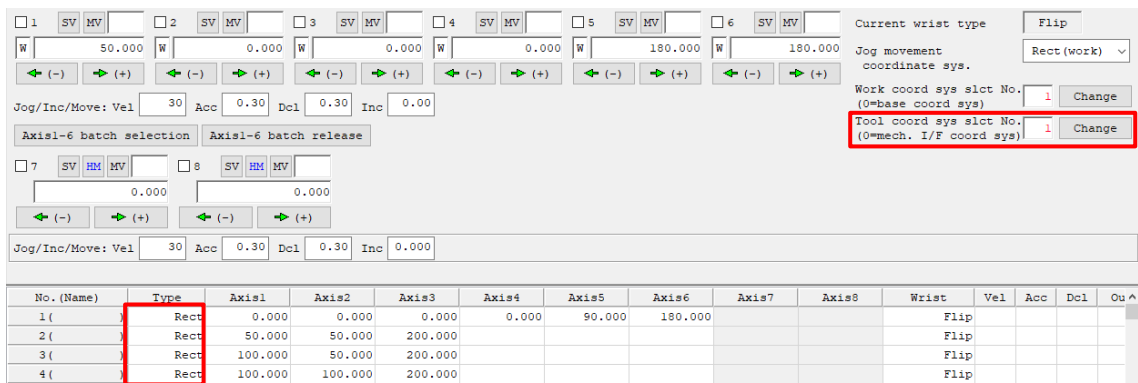 1 SV MV 2 SV MV 3 SV MV 4 SV MV 5 SV MV 6 SV MV Current wrist type Flip
W 50.000 W 0.000 W 0.000 W 0.000 W 180.000 W 180.000 Jog movement coordinate sys. Rect(work)
(-) (+) (-) (+) (-) (+) (-) (+) (-) (+) (-) (+)
Jog/Inc/Move: Vel 30 Acc 0.30 Dcl 0.30 Inc 0.00
Work coord sys slct No. 1 Change
(0=base coord sys)
Axis1-6 batch selection Axis1-6 batch release
Tool coord sys slct No. 1 Change
(0=mech. I/F coord sys)
7 SV HM MV 8 SV HM MV
0.000 0.000
(-) (+) (-) (+)
Jog/Inc/Move: Vel 30 Acc 0.30 Dcl 0.30 Inc 0.000
No.(Name) Type Axis1 Axis2 Axis3 Axis4 Axis5 Axis6 Axis7 Axis8 Wrist Vel Acc Dcl Ou
1( ) Rect 0.000 0.000 0.000 0.000 90.000 180.000 Flip
2( ) Rect 50.000 50.000 200.000 Flip
3( ) Rect 100.000 50.000 200.000 Flip
4( ) Rect 100.000 100.000 200.000 Flip